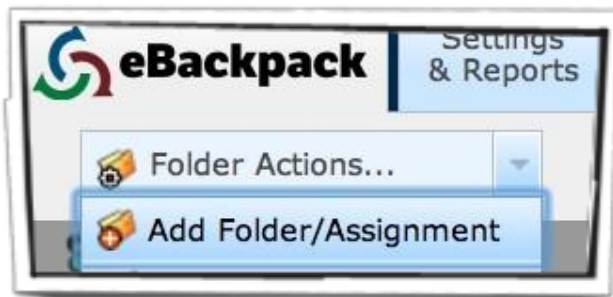 eBackpack
Settings
& Reports
Folder Actions...
Add Folder/Assignment